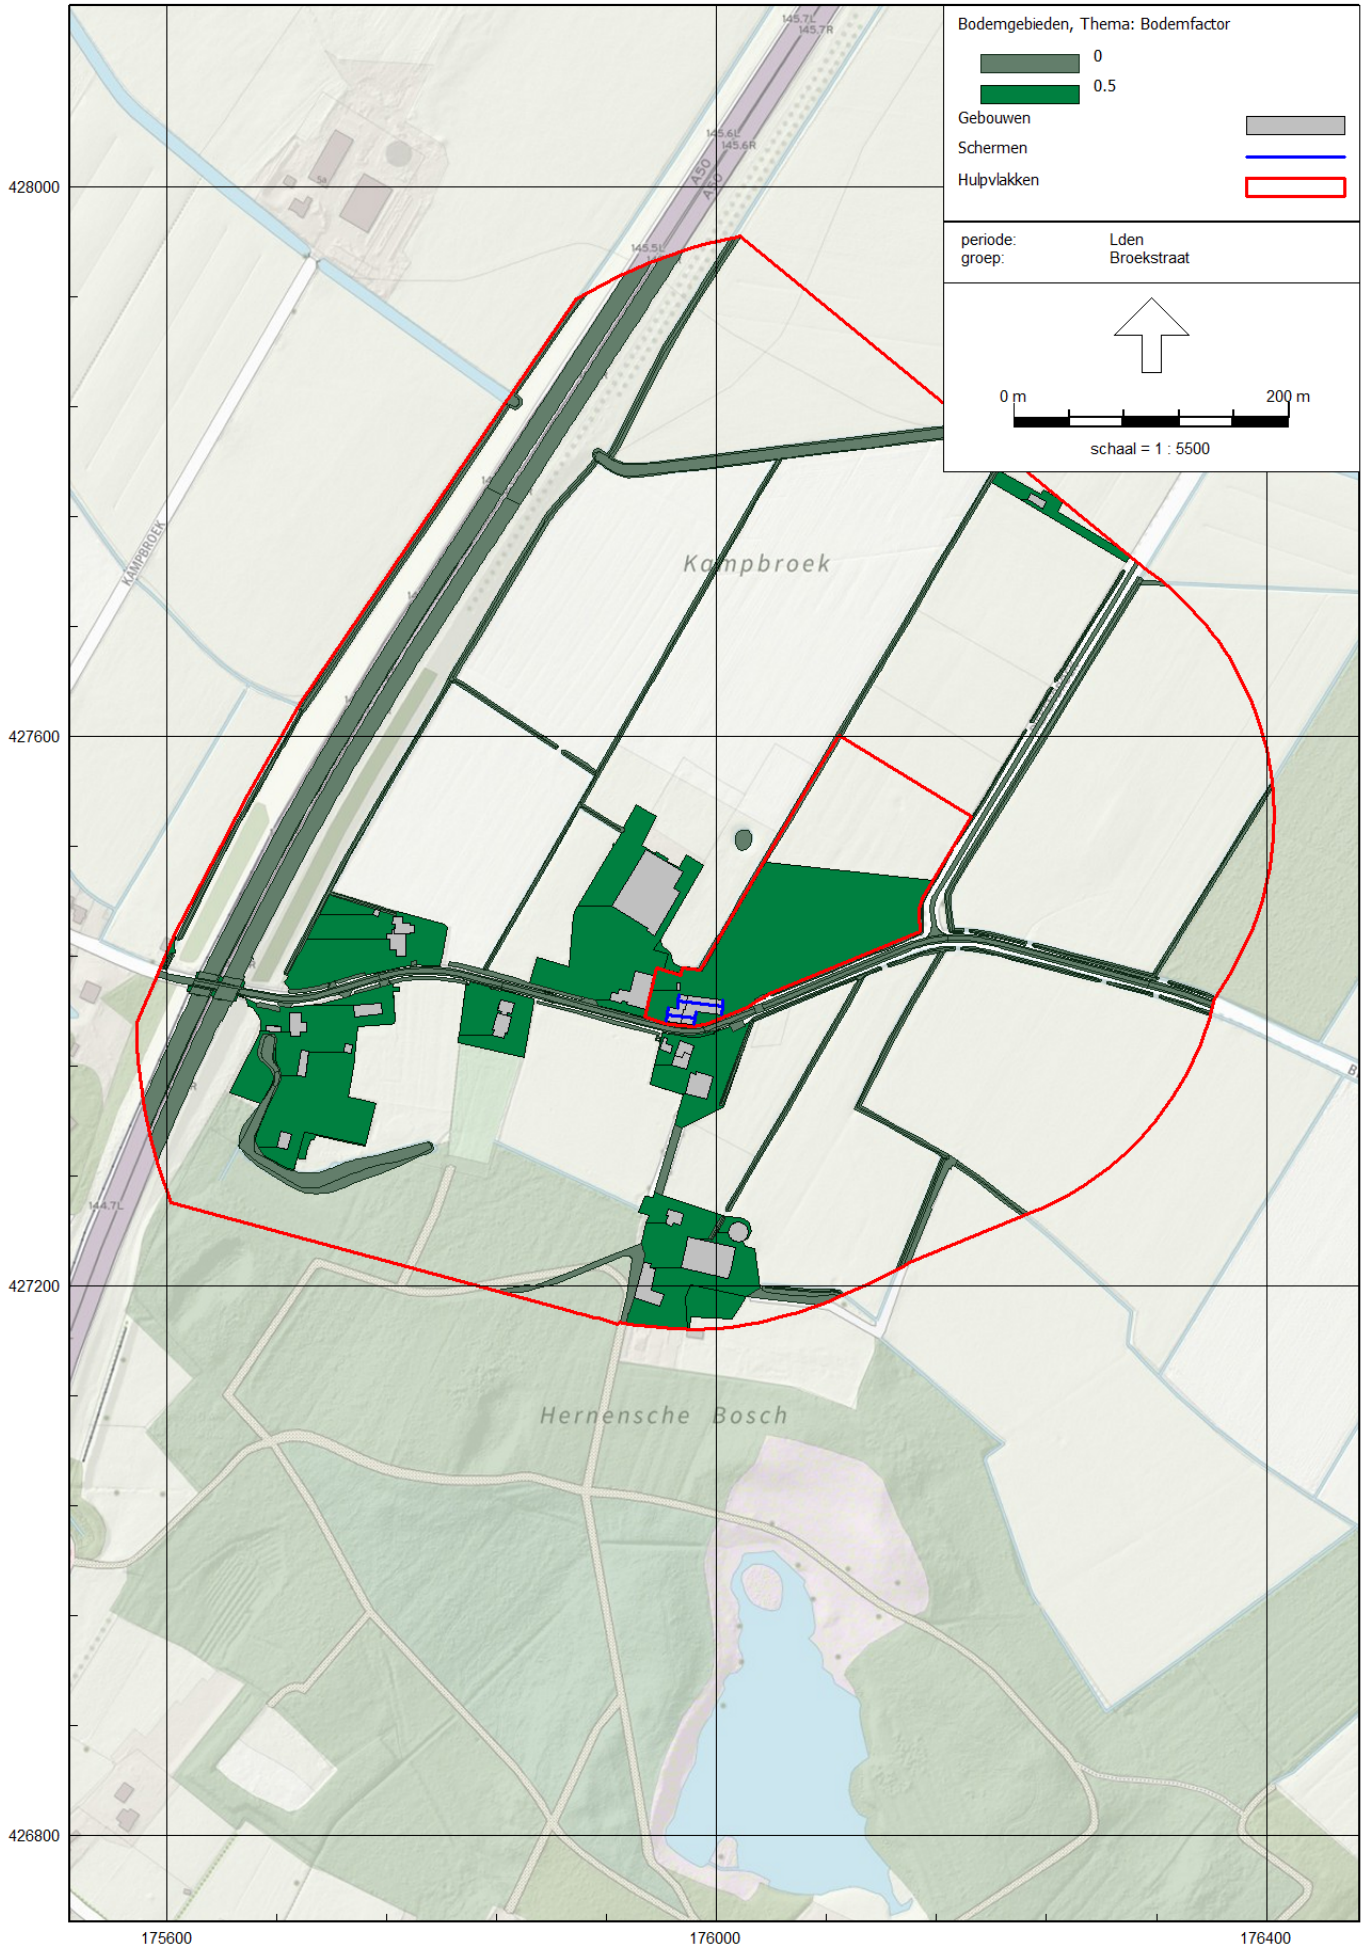 Bodemgebieden, Thema: Bodemfactor
0
0.5
Gebouwen
Schermen
Hulpvlakken
periode: Lden
groep: Broekstraat
0 m 200 m
schaal = 1 : 5500
145.7L
145.7R
145.6L
145.6R
A50
A50
145.5L
5a
428000
KAMPBROEK
Kampbroek
427600
144.7L
427200
Hernensche Bosch
426800
175600 176000 176400